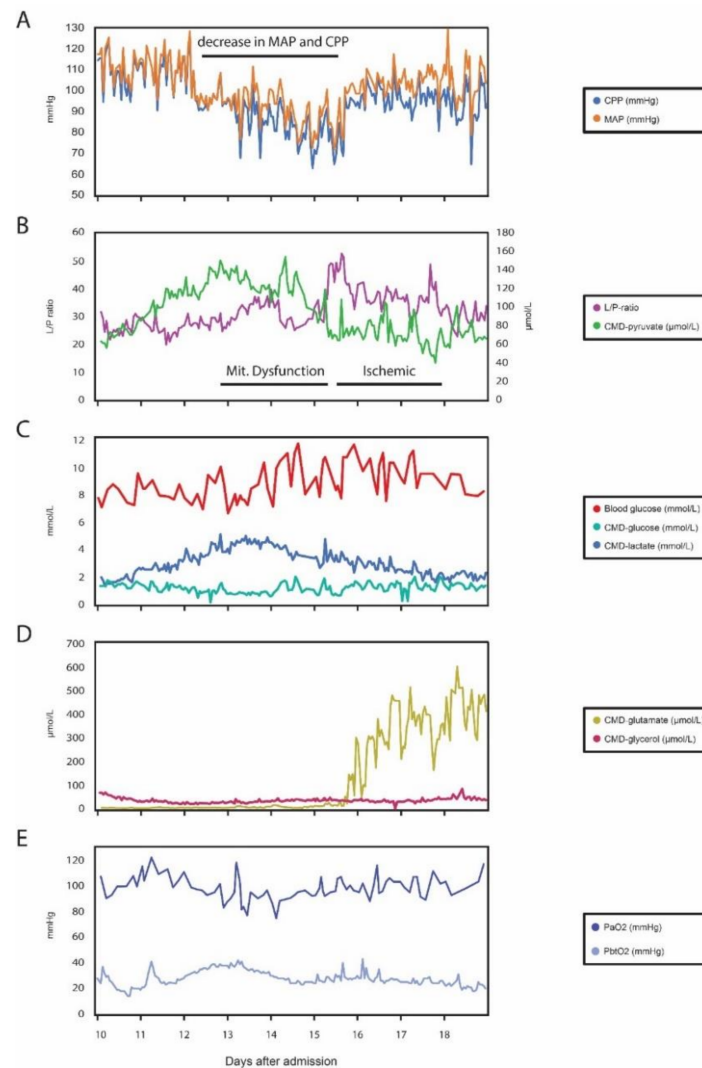 A
130
120
110
100
90
80
70
60
50
mmHg
decrease in MAP and CPP
CPP (mmHg)
MAP (mmHg)
B
60
50
40
30
20
10
0
L/P-ratio
180
160
140
120
100
80
60
40
20
0
µmol/L
Mit. Dysfunction
Ischemic
L/P-ratio
CMD-pyruvate (µmol/L)
C
12
10
8
6
4
2
0
mmol/L
Blood glucose (mmol/L)
CMD-glucose (mmol/L)
CMD-lactate (mmol/L)
D
700
600
500
400
300
200
100
0
µmol/L
CMD-glutamate (µmol/L)
CMD-glycerol (µmol/L)
E
120
100
80
60
40
20
0
mmHg
PaO2 (mmHg)
PbtO2 (mmHg)
10 11 12 13 14 15 16 17 18
Days after admission